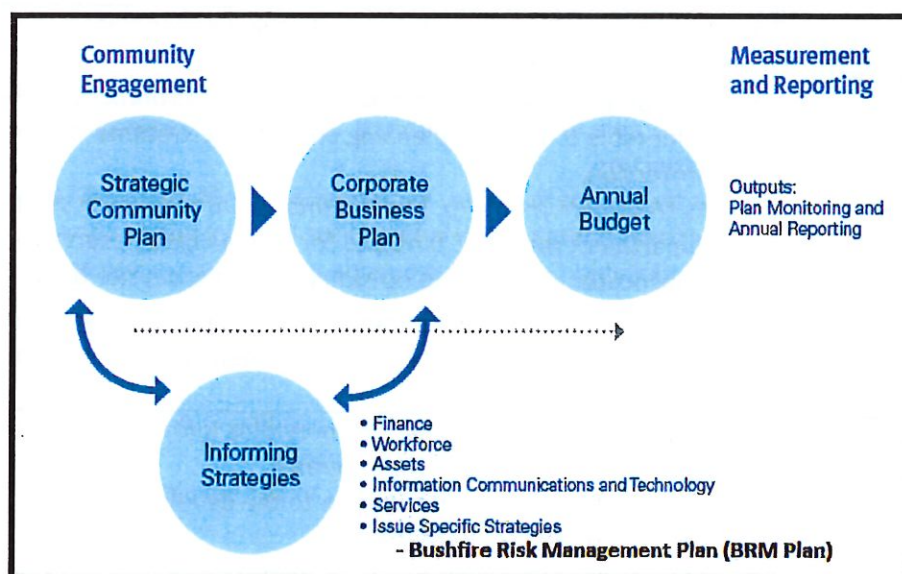 Community
Engagement
Measurement
and Reporting
Strategic
Community
Plan
Corporate
Business
Plan
Annual
Budget
Outputs:
Plan Monitoring and
Annual Reporting
Informing
Strategies
• Finance
• Workforce
• Assets
• Information Communications and Technology
• Services
• Issue Specific Strategies
- Bushfire Risk Management Plan (BRM Plan)